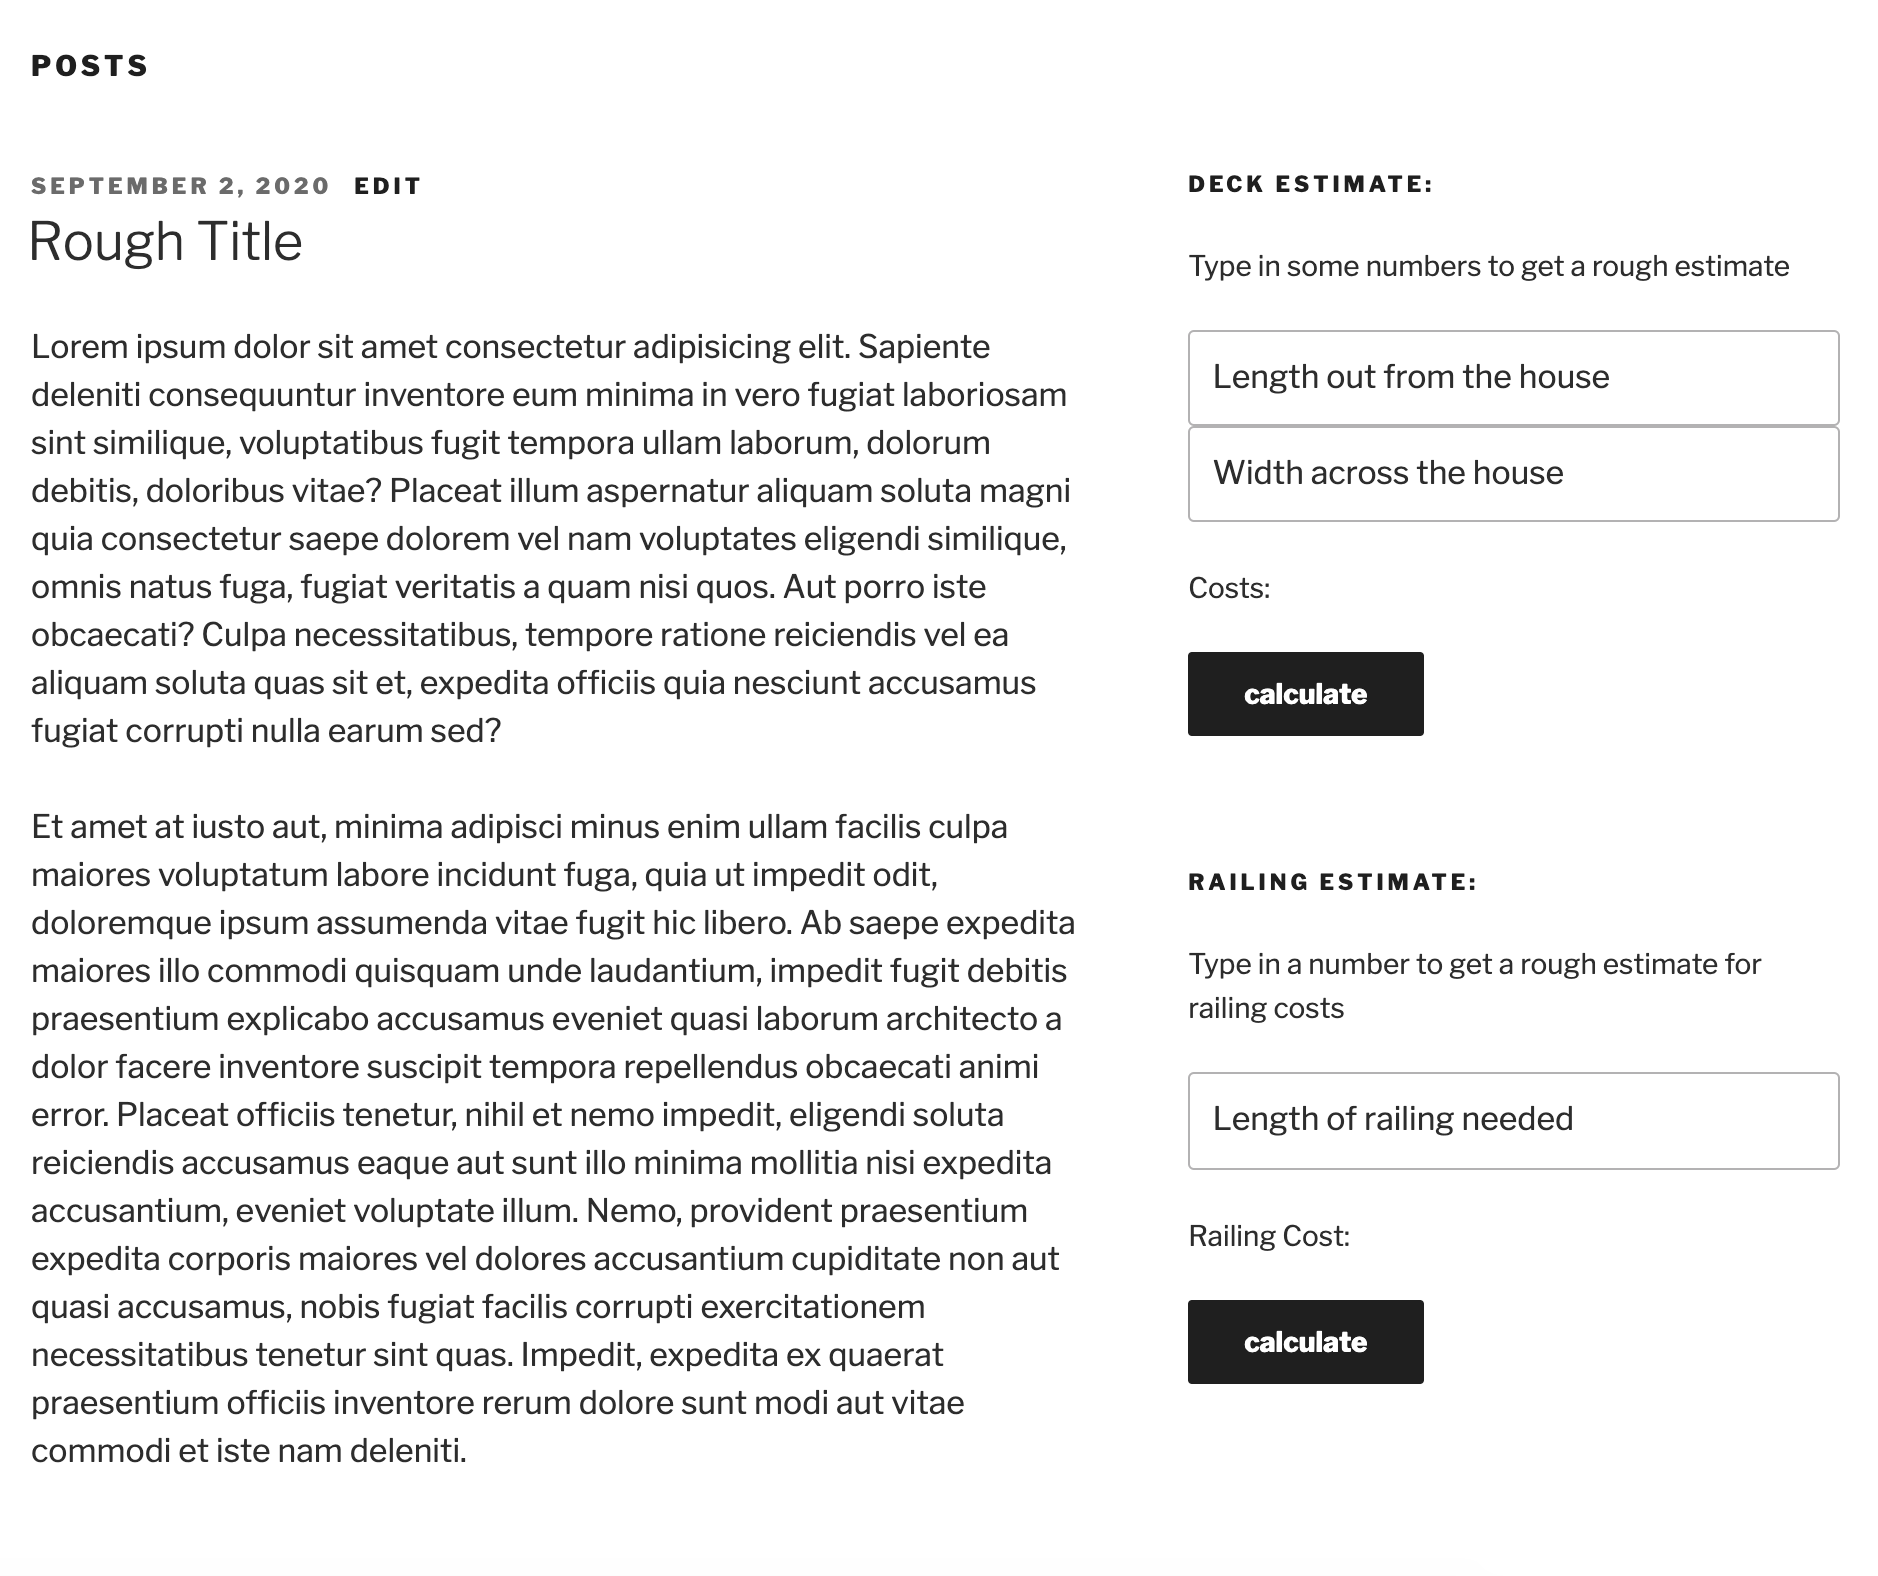 POSTS
SEPTEMBER 2, 2020 EDIT
Rough Title
Lorem ipsum dolor sit amet consectetur adipisicing elit. Sapiente
deleniti consequuntur inventore eum minima in vero fugiat laboriosam
sint similique, voluptatibus fugit tempora ullam laborum, dolorum
debitis, doloribus vitae? Placeat illum aspernatur aliquam soluta magni
quia consectetur saepe dolorem vel nam voluptates eligendi similique,
omnis natus fuga, fugiat veritatis a quam nisi quos. Aut porro iste
obcaecati? Culpa necessitatibus, tempore ratione reiciendis vel ea
aliquam soluta quas sit et, expedita officiis quia nesciunt accusamus
fugiat corrupti nulla earum sed?
Et amet at iusto aut, minima adipisci minus enim ullam facilis culpa
maiores voluptatum labore incidunt fuga, quia ut impedit odit,
doloremque ipsum assumenda vitae fugit hic libero. Ab saepe expedita
maiores illo commodi quisquam unde laudantium, impedit fugit debitis
praesentium explicabo accusamus eveniet quasi laborum architecto a
dolor facere inventore suscipit tempora repellendus obcaecati animi
error. Placeat officiis tenetur, nihil et nemo impedit, eligendi soluta
reiciendis accusamus eaque aut sunt illo minima mollitia nisi expedita
accusantium, eveniet voluptate illum. Nemo, provident praesentium
expedita corporis maiores vel dolores accusantium cupiditate non aut
quasi accusamus, nobis fugiat facilis corrupti exercitationem
necessitatibus tenetur sint quas. Impedit, expedita ex quaerat
praesentium officiis inventore rerum dolore sunt modi aut vitae
commodi et iste nam deleniti.
DECK ESTIMATE:
Type in some numbers to get a rough estimate
Length out from the house
Width across the house
Costs:
calculate
RAILING ESTIMATE:
Type in a number to get a rough estimate for
railing costs
Length of railing needed
Railing Cost:
calculate